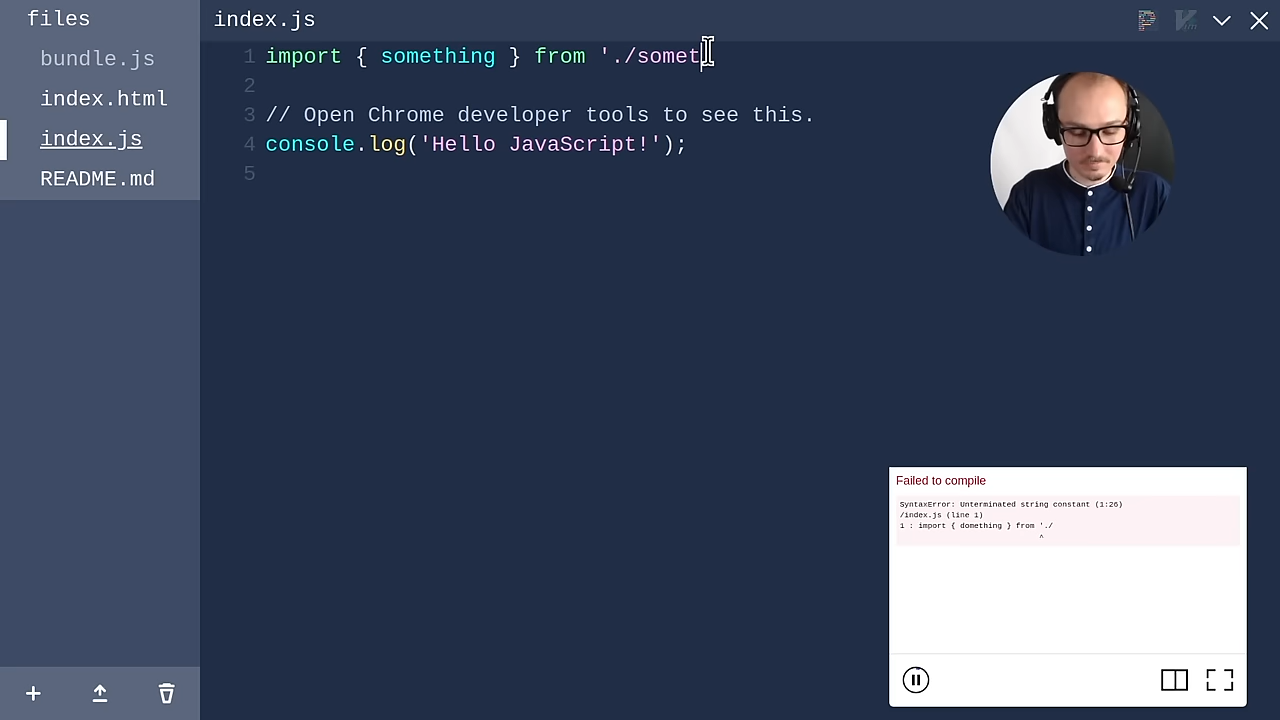 files
bundle.js
index.html
index.js
README.md
index.js
1 import { something } from './somet
2
3 // Open Chrome developer tools to see this.
4 console.log('Hello JavaScript!');
5
Failed to compile
SyntaxError: Unterminated string constant (1:26)
/index.js (line 1)
1 : import { domething } from './
^